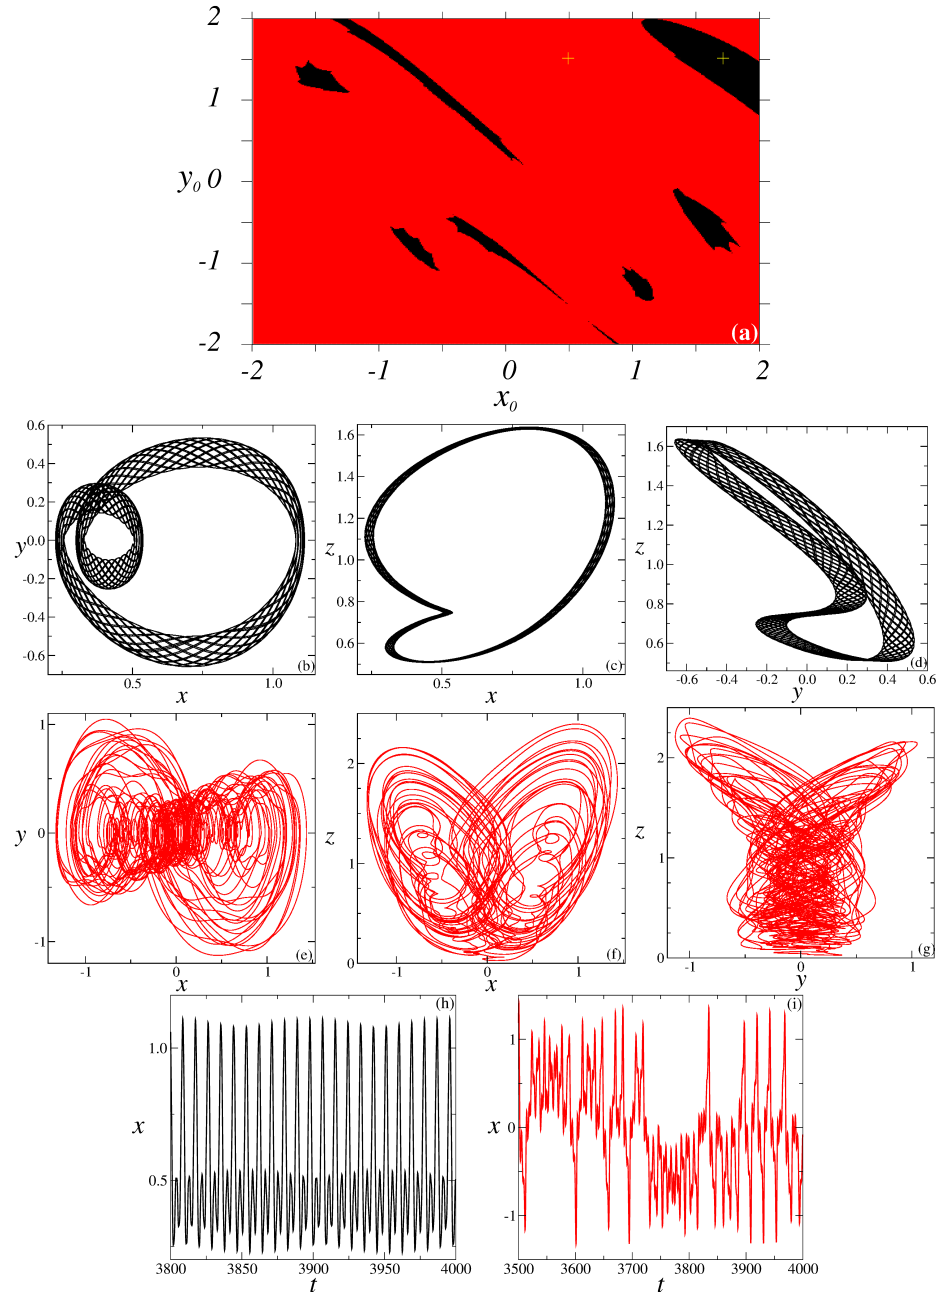 2
1
y₀ 0
-1
-2
(a)
-2 -1 0 1 2
x₀
0.6
0.4
0.2
y 0.0
-0.2
-0.4
-0.6
(b)
0.5 1.0
x
1.6
1.4
1.2
z 1.0
0.8
0.6
(c)
0.5 1.0
x
1.6
1.4
1.2
z 1.0
0.8
0.6
(d)
-0.6 -0.4 -0.2 0.0 0.2 0.4 0.6
y
1
y 0
-1
(e)
-1 0 1
x
2
z
1
0
(f)
-1 0 1
x
2
z
1
0
(g)
-1 0 1
y
(h)
1.0
x
0.5
3800 3850 3900 3950 4000
t
(i)
1
x 0
-1
3500 3600 3700 3800 3900 4000
t